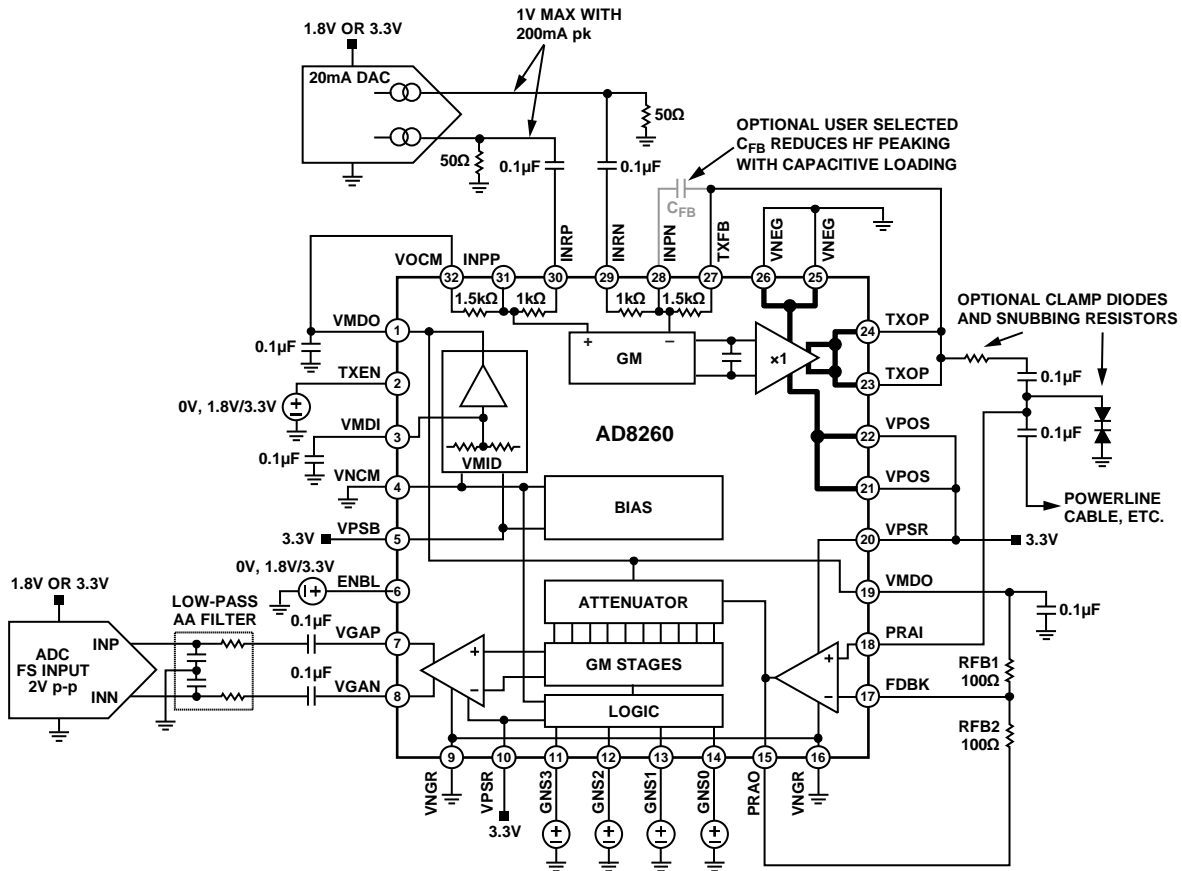 1V MAX WITH
200mA pk
1.8V OR 3.3V
20mA DAC
50Ω
50Ω
0.1µF
0.1µF
OPTIONAL USER SELECTED
CFB REDUCES HF PEAKING
WITH CAPACITIVE LOADING
CFB
VOCM
INPP
INRP
INRN
INPN
TXFB
VNEG
VNEG
32
31
30
29
28
27
26
25
1.5kΩ
1kΩ
1kΩ
1.5kΩ
OPTIONAL CLAMP DIODES
AND SNUBBING RESISTORS
VMDO
1
0.1µF
TXEN
2
0V, 1.8V/3.3V
VMDI
3
0.1µF
VNCM
4
VPSB
3.3V
5
+
−
GM
×1
24
TXOP
23
TXOP
0.1µF
0.1µF
22
VPOS
21
VPOS
POWERLINE
CABLE, ETC.
20
VPSR
3.3V
AD8260
VMID
BIAS
0V, 1.8V/3.3V
ENBL
6
19
VMDO
0.1µF
1.8V OR 3.3V
LOW-PASS
AA FILTER
ADC
FS INPUT
2V p-p
INP
INN
0.1µF
VGAP
7
0.1µF
VGAN
8
ATTENUATOR
GM STAGES
LOGIC
+
−
+
−
18
PRAI
17
FDBK
RFB1
100Ω
RFB2
100Ω
9
10
11
12
13
14
15
16
VNGR
VPSR
GNS3
GNS2
GNS1
GNS0
PRAO
VNGR
3.3V